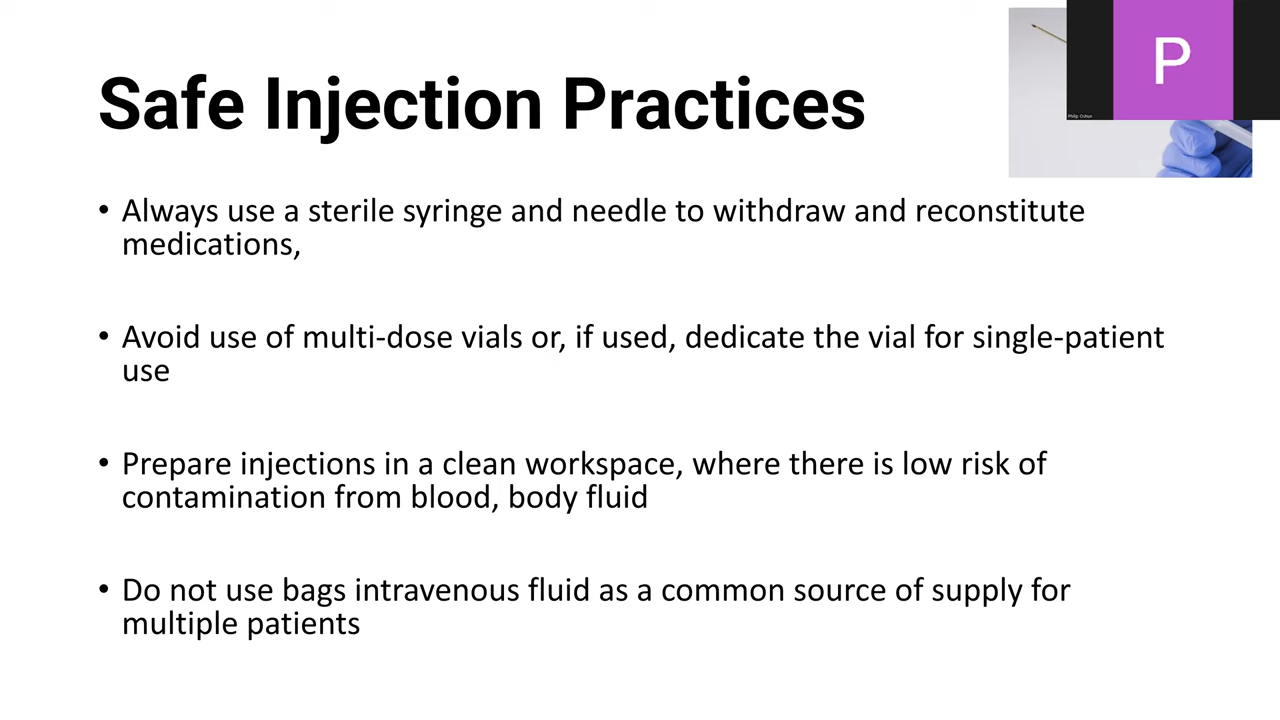 P
Philip Ochuo
Safe Injection Practices
• Always use a sterile syringe and needle to withdraw and reconstitute
medications,
• Avoid use of multi-dose vials or, if used, dedicate the vial for single-patient
use
• Prepare injections in a clean workspace, where there is low risk of
contamination from blood, body fluid
• Do not use bags intravenous fluid as a common source of supply for
multiple patients